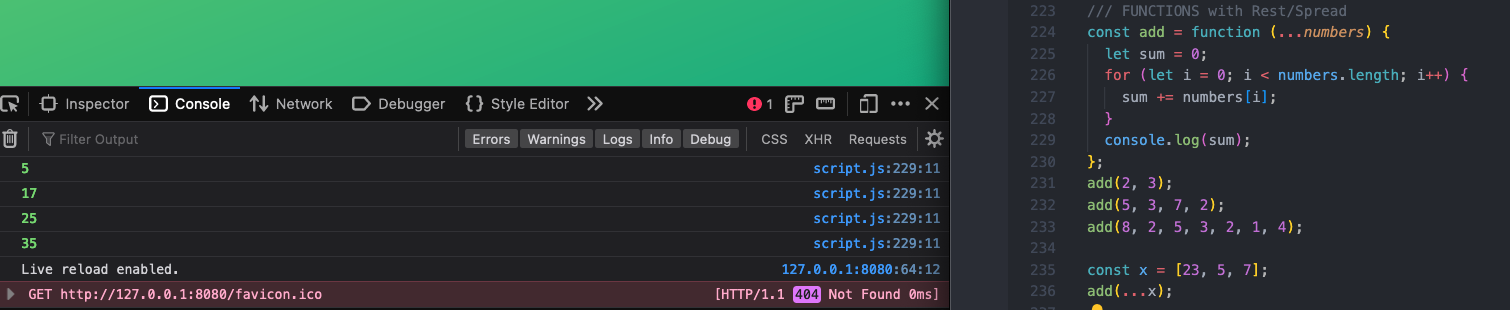 Inspector Console Network Debugger {} Style Editor 1
Filter Output Errors Warnings Logs Info Debug CSS XHR Requests
5 script.js:229:11
17 script.js:229:11
25 script.js:229:11
35 script.js:229:11
Live reload enabled. 127.0.0.1:8080:64:12
GET http://127.0.0.1:8080/favicon.ico [HTTP/1.1 404 Not Found 0ms]
223 /// FUNCTIONS with Rest/Spread
224 const add = function (...numbers) {
225 let sum = 0;
226 for (let i = 0; i < numbers.length; i++) {
227 sum += numbers[i];
228 }
229 console.log(sum);
230 };
231 add(2, 3);
232 add(5, 3, 7, 2);
233 add(8, 2, 5, 3, 2, 1, 4);
234
235 const x = [23, 5, 7];
236 add(...x);